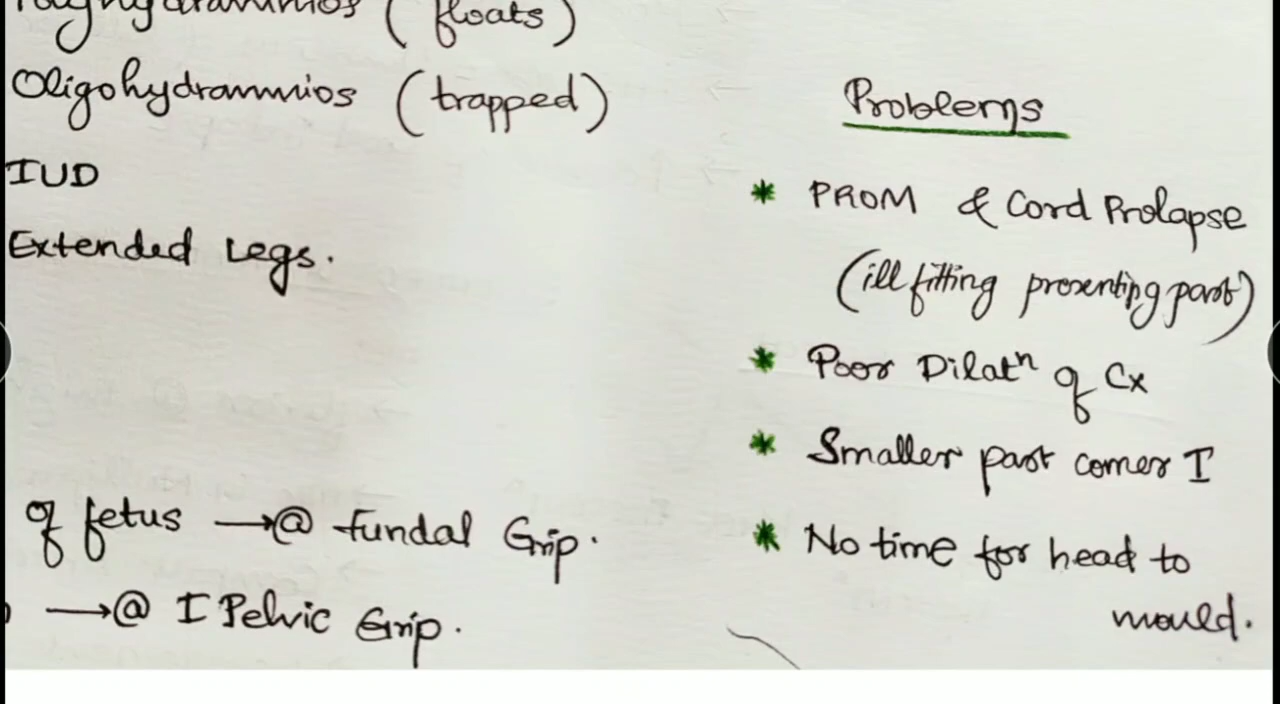 (floats)
Oligohydramnios (trapped)
IUD
Extended Legs.
of fetus →@ fundal Grip.
→@ I Pelvic Grip.
Problems
* PROM & Cord Prolapse
(ill fitting presenting part)
* Poor Dilatⁿ of Cx
* Smaller part comes I
* No time for head to
mould.